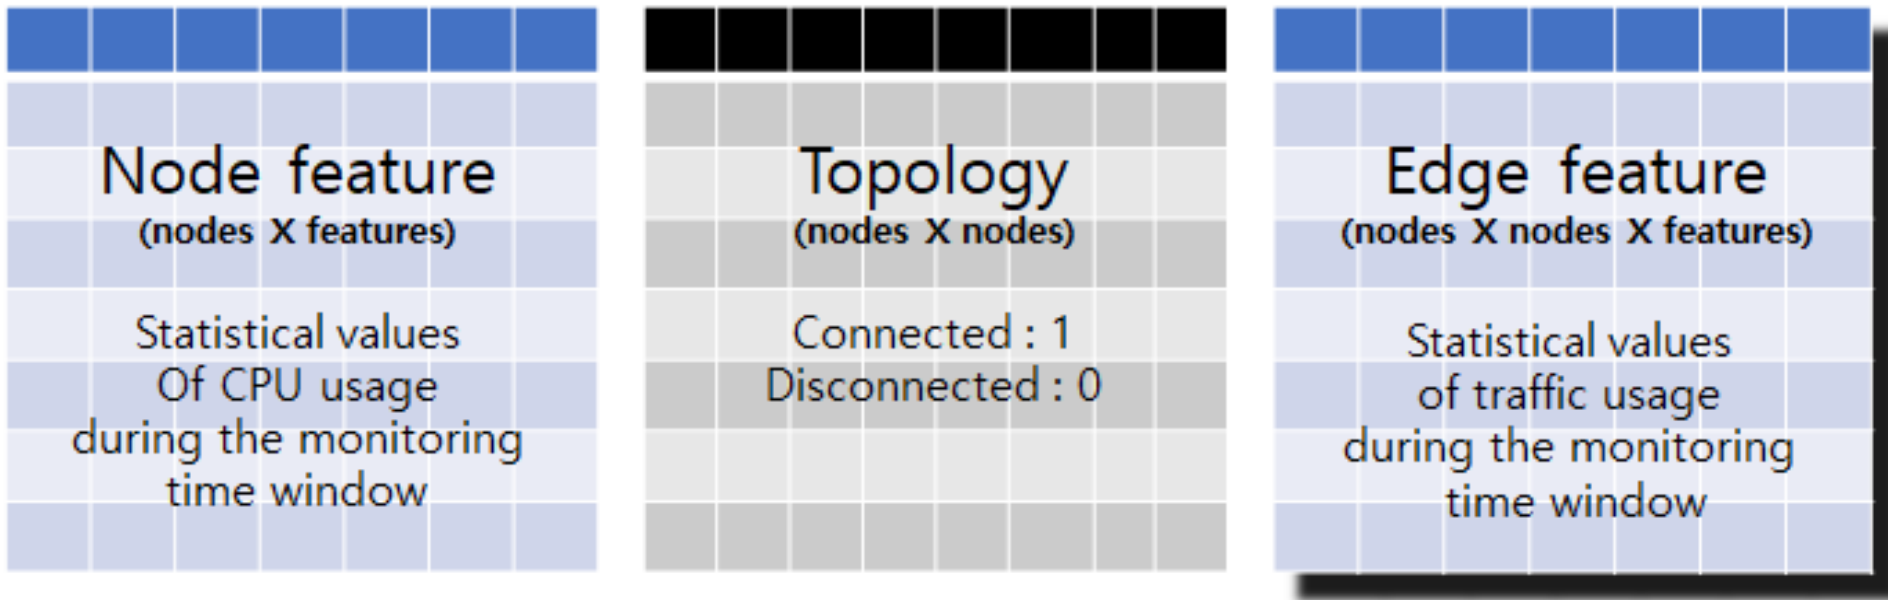 Node feature
(nodes X features)
Statistical values
Of CPU usage
during the monitoring
time window
Topology
(nodes X nodes)
Connected : 1
Disconnected : 0
Edge feature
(nodes X nodes X features)
Statistical values
of traffic usage
during the monitoring
time window